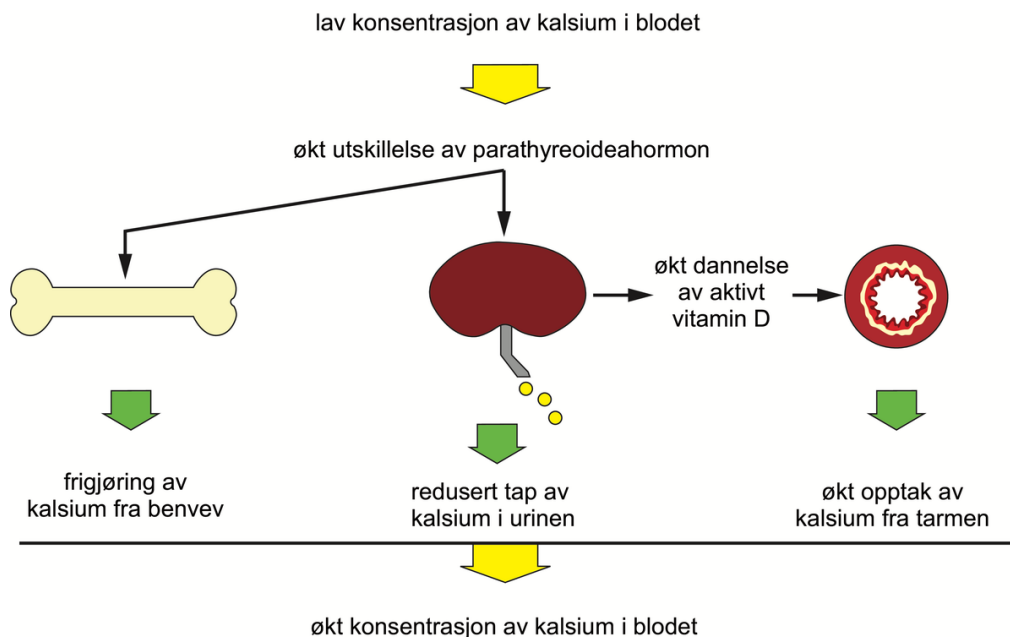 lav konsentrasjon av kalsium i blodet
økt utskillelse av parathyreoideahormon
økt dannelse
av aktivt
vitamin D
frigjøring av
kalsium fra benvev
redusert tap av
kalsium i urinen
økt opptak av
kalsium fra tarmen
økt konsentrasjon av kalsium i blodet